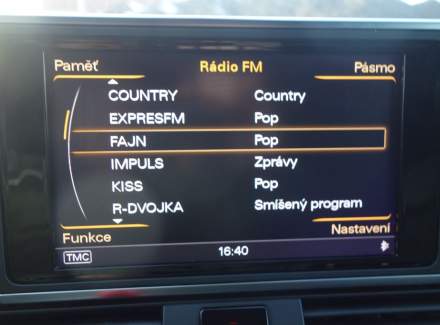 Paměť Rádio FM Pásmo
COUNTRY Country
EXPRESFM Pop
FAJN Pop
IMPULS Zprávy
KISS Pop
R-DVOJKA Smíšený program
Funkce Nastavení
TMC 16:40